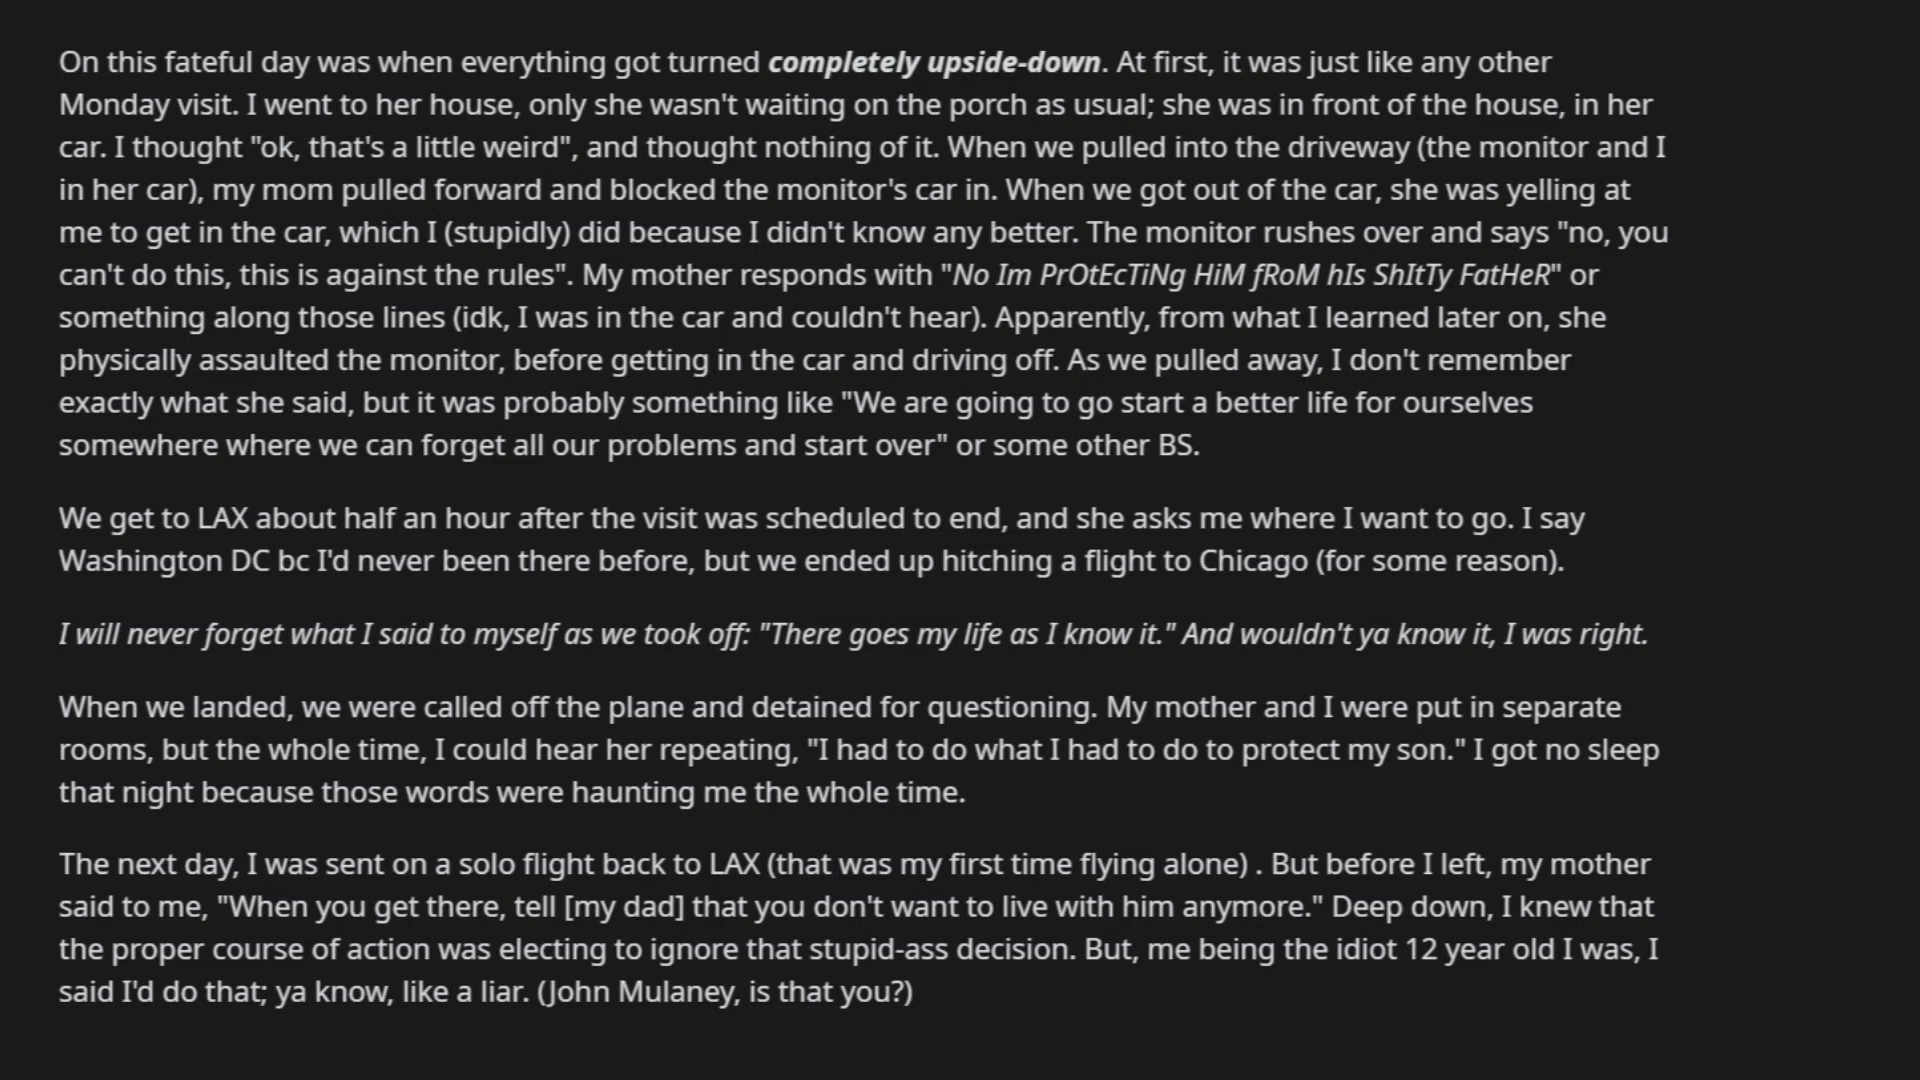 On this fateful day was when everything got turned completely upside-down. At first, it was just like any other
Monday visit. I went to her house, only she wasn't waiting on the porch as usual; she was in front of the house, in her
car. I thought "ok, that's a little weird", and thought nothing of it. When we pulled into the driveway (the monitor and I
in her car), my mom pulled forward and blocked the monitor's car in. When we got out of the car, she was yelling at
me to get in the car, which I (stupidly) did because I didn't know any better. The monitor rushes over and says "no, you
can't do this, this is against the rules". My mother responds with "No Im PrOtEcTiNg HiM fRoM hIs ShItTy FatHeR" or
something along those lines (idk, I was in the car and couldn't hear). Apparently, from what I learned later on, she
physically assaulted the monitor, before getting in the car and driving off. As we pulled away, I don't remember
exactly what she said, but it was probably something like "We are going to go start a better life for ourselves
somewhere where we can forget all our problems and start over" or some other BS.
We get to LAX about half an hour after the visit was scheduled to end, and she asks me where I want to go. I say
Washington DC bc I'd never been there before, but we ended up hitching a flight to Chicago (for some reason).
I will never forget what I said to myself as we took off: "There goes my life as I know it." And wouldn't ya know it, I was right.
When we landed, we were called off the plane and detained for questioning. My mother and I were put in separate
rooms, but the whole time, I could hear her repeating, "I had to do what I had to do to protect my son." I got no sleep
that night because those words were haunting me the whole time.
The next day, I was sent on a solo flight back to LAX (that was my first time flying alone) . But before I left, my mother
said to me, "When you get there, tell [my dad] that you don't want to live with him anymore." Deep down, I knew that
the proper course of action was electing to ignore that stupid-ass decision. But, me being the idiot 12 year old I was, I
said I'd do that; ya know, like a liar. (John Mulaney, is that you?)